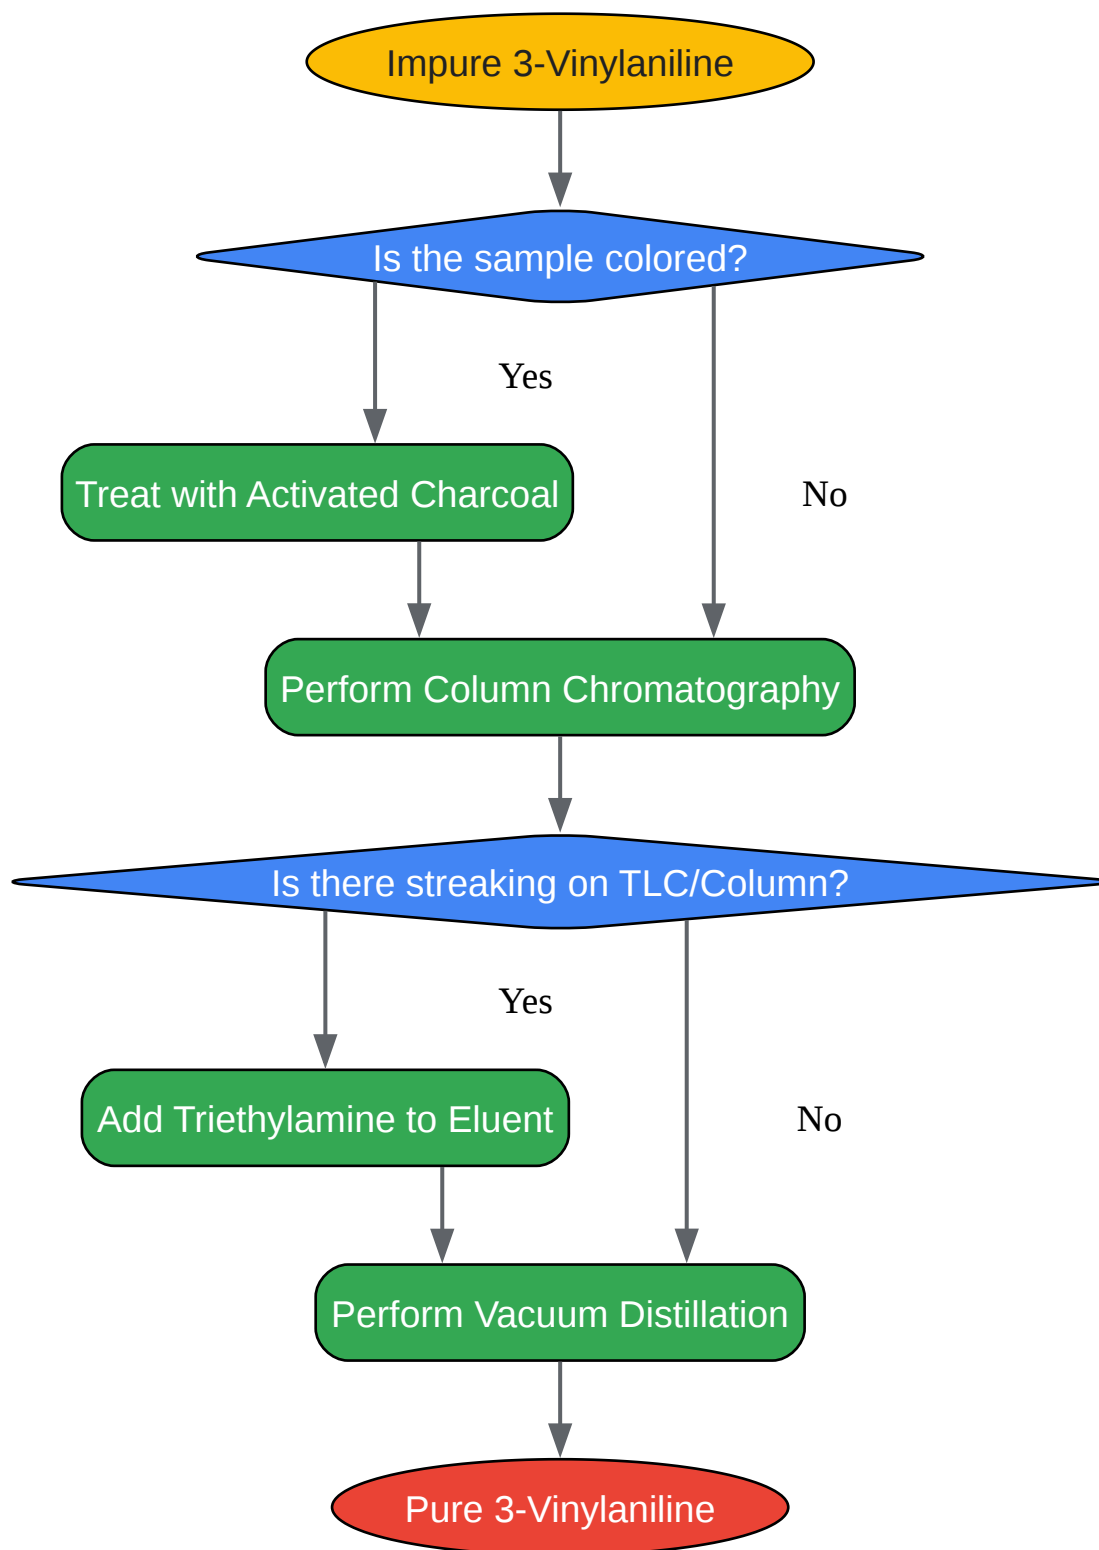 Impure 3-Vinylaniline
Is the sample colored?
Yes
Treat with Activated Charcoal
No
Perform Column Chromatography
Is there streaking on TLC/Column?
Yes
Add Triethylamine to Eluent
No
Perform Vacuum Distillation
Pure 3-Vinylaniline